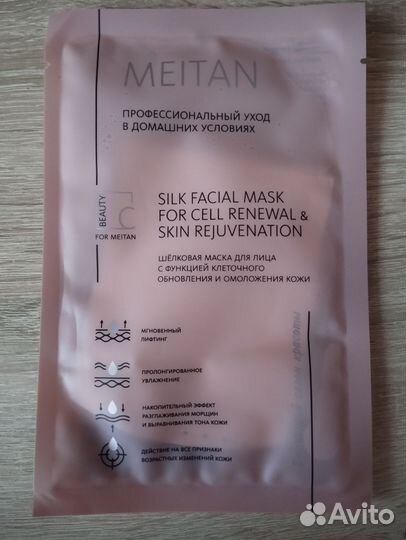 MEITAN
ПРОФЕССИОНАЛЬНЫЙ УХОД
В ДОМАШНИХ УСЛОВИЯХ
BEAUTY
C
FOR MEITAN
SILK FACIAL MASK
FOR CELL RENEWAL &
SKIN REJUVENATION
ШЁЛКОВАЯ МАСКА ДЛЯ ЛИЦА
С ФУНКЦИЕЙ КЛЕТОЧНОГО
ОБНОВЛЕНИЯ И ОМОЛОЖЕНИЯ КОЖИ
МГНОВЕННЫЙ
ЛИФТИНГ
ПРОЛОНГИРОВАННОЕ
УВЛАЖНЕНИЕ
НАКОПИТЕЛЬНЫЙ ЭФФЕКТ
РАЗГЛАЖИВАНИЯ МОРЩИН
И ВЫРАВНИВАНИЯ ТОНА КОЖИ
ДЕЙСТВИЕ НА ВСЕ ПРИЗНАКИ
ВОЗРАСТНЫХ ИЗМЕНЕНИЙ КОЖИ
Avito